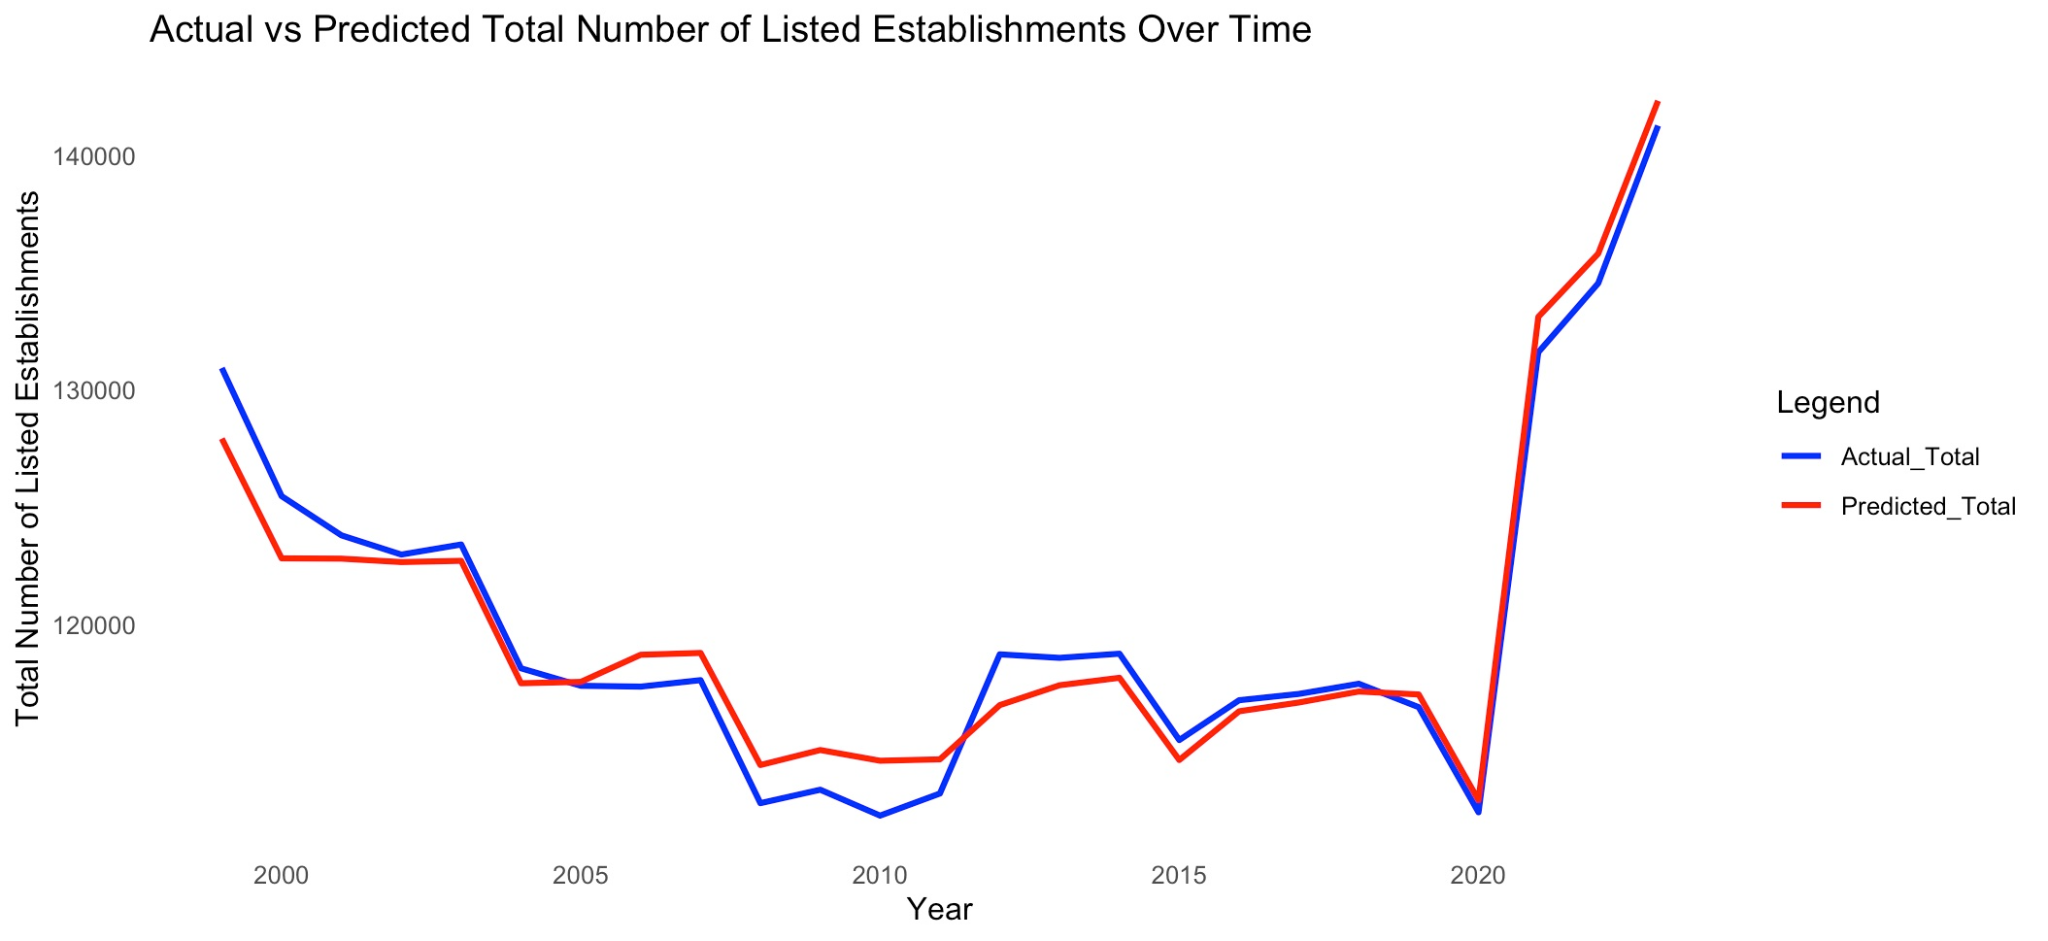 Actual vs Predicted Total Number of Listed Establishments Over Time
Total Number of Listed Establishments
140000
130000
120000
2000 2005 2010 2015 2020
Year
Legend
Actual_Total
Predicted_Total